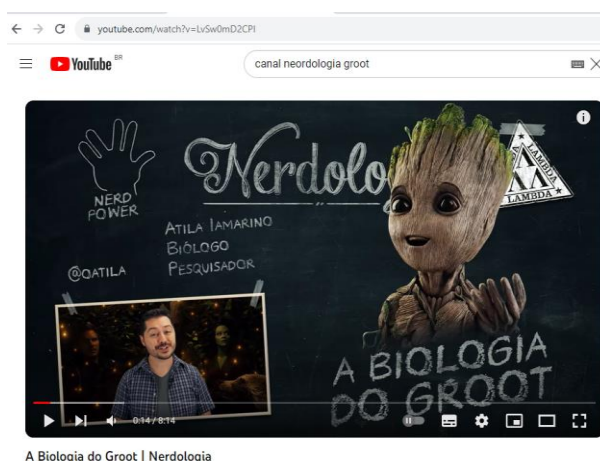 youtube.com/watch?v=LvSw0mD2CPI
YouTube BR
canal neordologia groot
Nerdolo
NERD
POWER
LAMBDA
LAMBDA
LAMBDA
ATILA IAMARINO
BIÓLOGO
PESQUISADOR
@OATILA
A BIOLOGIA
DO GROOT
0:14 / 8:14
A Biologia do Groot | Nerdologia